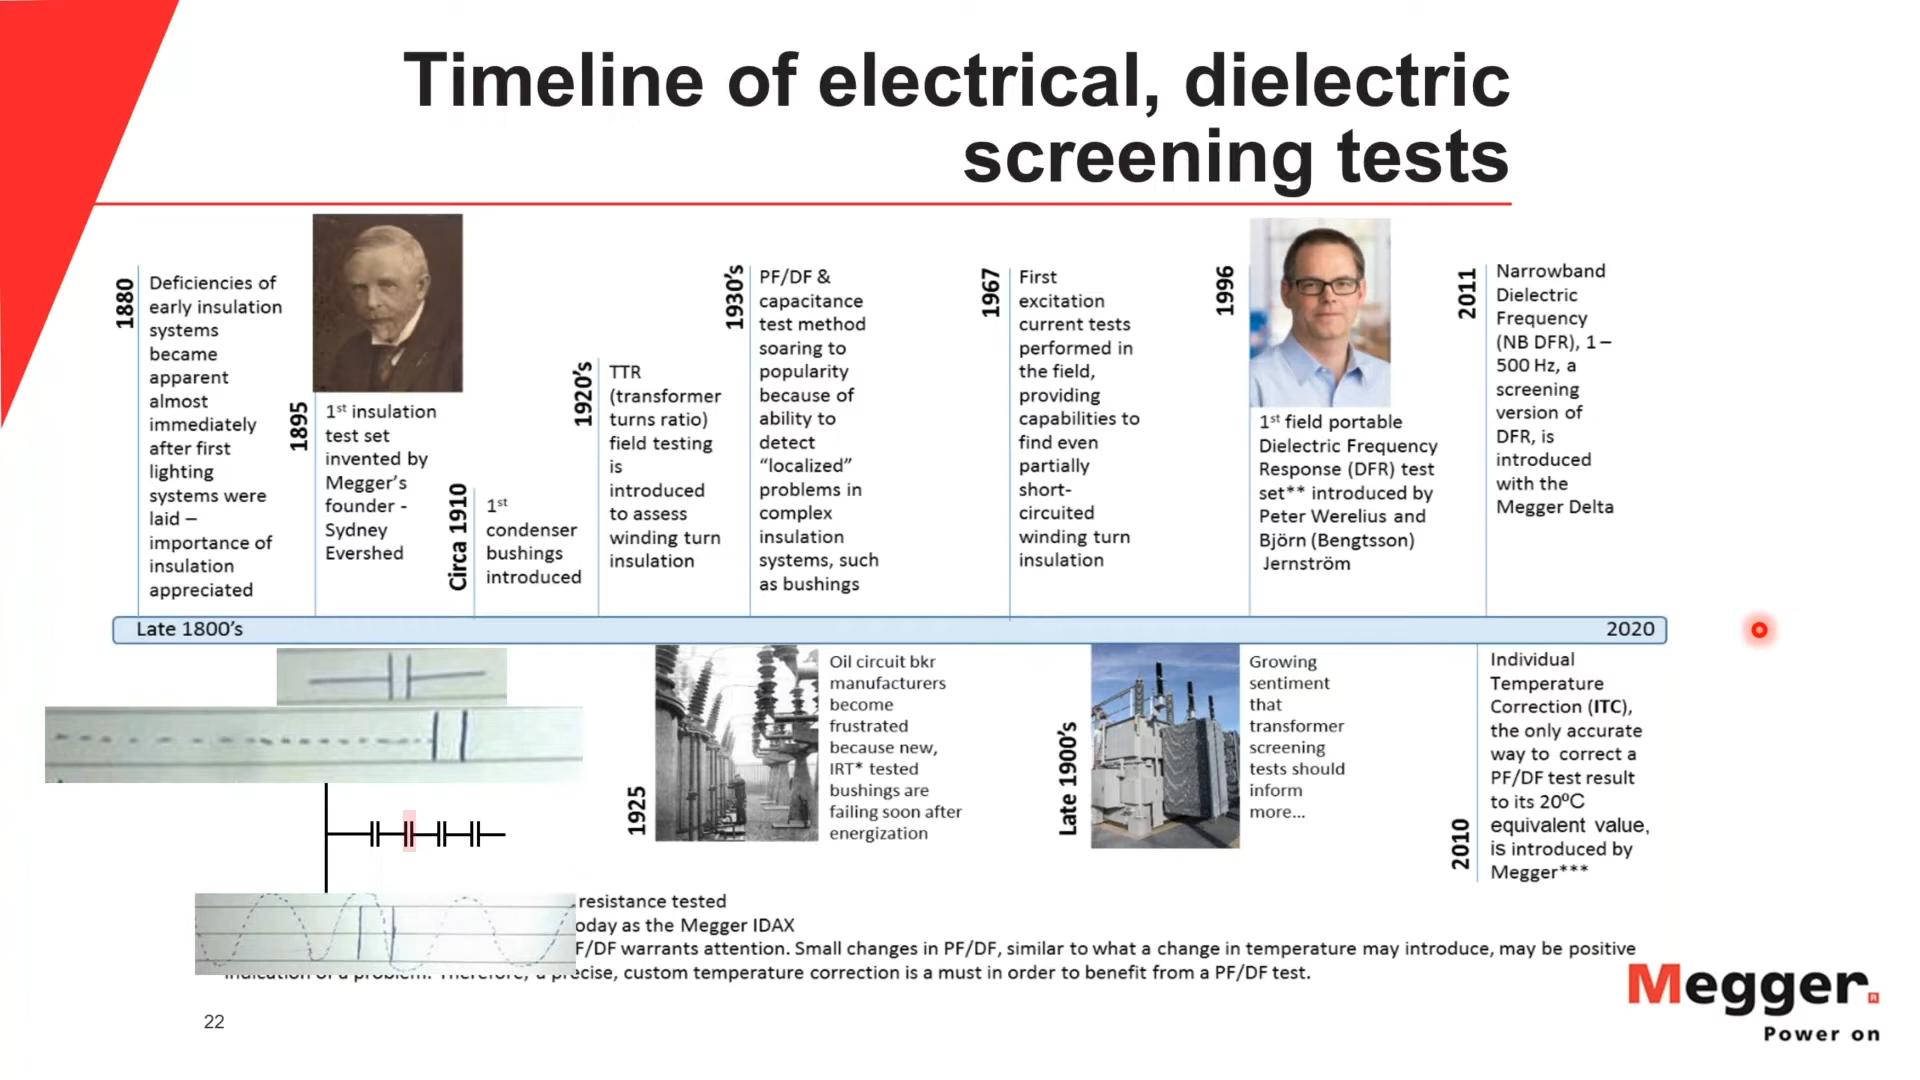 Timeline of electrical, dielectric
screening tests
1880
Deficiencies of
early insulation
systems
became
apparent
almost
immediately
after first
lighting
systems were
laid –
importance of
insulation
appreciated
1895
1st insulation
test set
invented by
Megger’s
founder -
Sydney
Evershed
Circa 1910
1st
condenser
bushings
introduced
1920’s
TTR
(transformer
turns ratio)
field testing
is
introduced
to assess
winding turn
insulation
1930’s
PF/DF &
capacitance
test method
soaring to
popularity
because of
ability to
detect
“localized”
problems in
complex
insulation
systems, such
as bushings
1967
First
excitation
current tests
performed in
the field,
providing
capabilities to
find even
partially
short-
circuited
winding turn
insulation
1996
1st field portable
Dielectric Frequency
Response (DFR) test
set** introduced by
Peter Werelius and
Björn (Bengtsson)
Jernström
2011
Narrowband
Dielectric
Frequency
(NB DFR), 1 –
500 Hz, a
screening
version of
DFR, is
introduced
with the
Megger Delta
Late 1800’s
2020
1925
Oil circuit bkr
manufacturers
become
frustrated
because new,
IRT* tested
bushings are
failing soon after
energization
Late 1900’s
Growing
sentiment
that
transformer
screening
tests should
inform
more...
2010
Individual
Temperature
Correction (ITC),
the only accurate
way to correct a
PF/DF test result
to its 20ºC
equivalent value,
is introduced by
Megger***
resistance tested
oday as the Megger IDAX
F/DF warrants attention. Small changes in PF/DF, similar to what a change in temperature may introduce, may be positive
indication of a problem. Therefore, a precise, custom temperature correction is a must in order to benefit from a PF/DF test.
22
Megger.
Power on